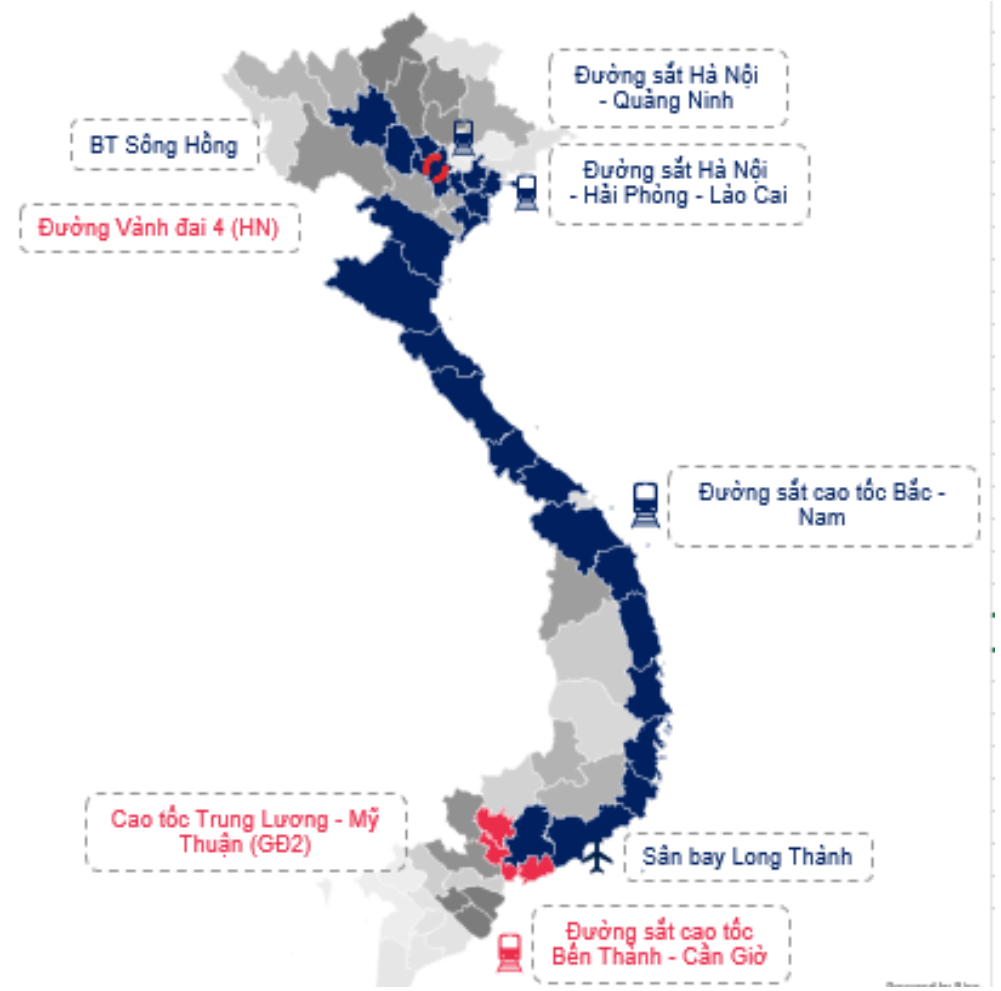 Đường sắt Hà Nội
- Quảng Ninh
BT Sông Hồng
Đường sắt Hà Nội
- Hải Phòng - Lào Cai
Đường Vành đai 4 (HN)
Đường sắt cao tốc Bắc -
Nam
Cao tốc Trung Lương - Mỹ
Thuận (GĐ2)
Sân bay Long Thành
Đường sắt cao tốc
Bến Thành - Cần Giờ